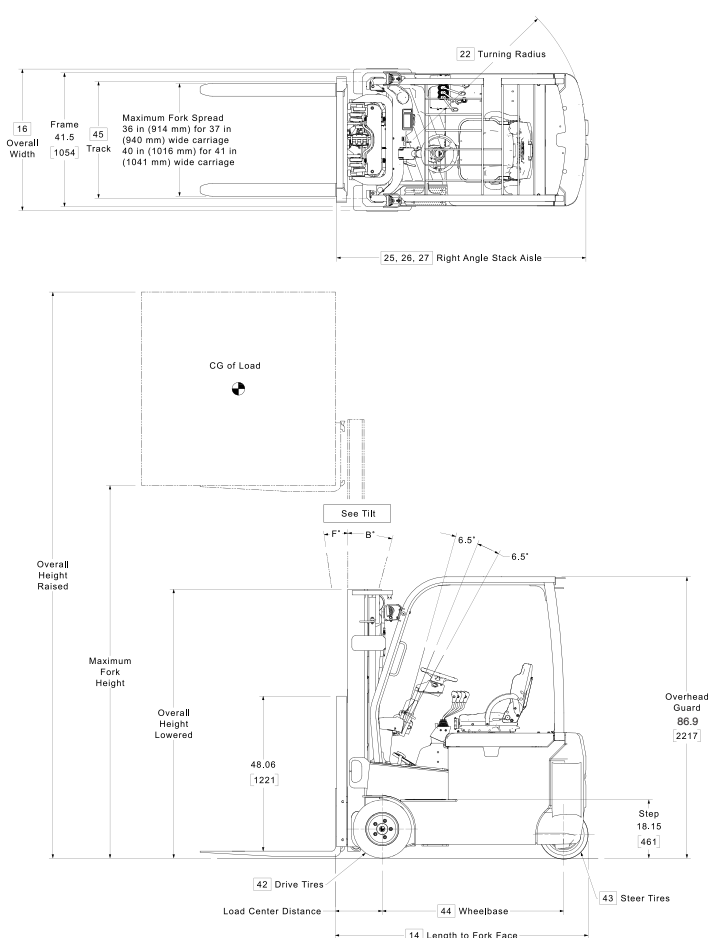 22 Turning Radius
16
Overall
Width
Frame
41.5
1054
45
Track
Maximum Fork Spread
36 in (914 mm) for 37 in
(940 mm) wide carriage
40 in (1016 mm) for 41 in
(1041 mm) wide carriage
25, 26, 27 Right Angle Stack Aisle
CG of Load
See Tilt
F°
B°
6.5°
6.5°
Overall
Height
Raised
Maximum
Fork
Height
Overall
Height
Lowered
48.06
1221
Overhead
Guard
86.9
2217
Step
18.15
461
42 Drive Tires
43 Steer Tires
Load Center Distance
44 Wheelbase
14 Length to Fork Face